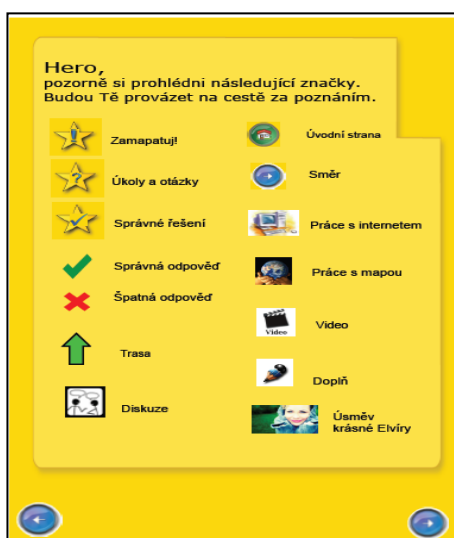 Hero,
pozorně si prohlédni následující značky.
Budou Tě provázet na cestě za poznáním.
Zamapatuj!
Úvodní strana
Úkoly a otázky
Směr
Správné řešení
Práce s internetem
Správná odpověď
Práce s mapou
Špatná odpověď
Video
Video
Trasa
Doplň
Diskuze
Úsměv
krásné Elvíry